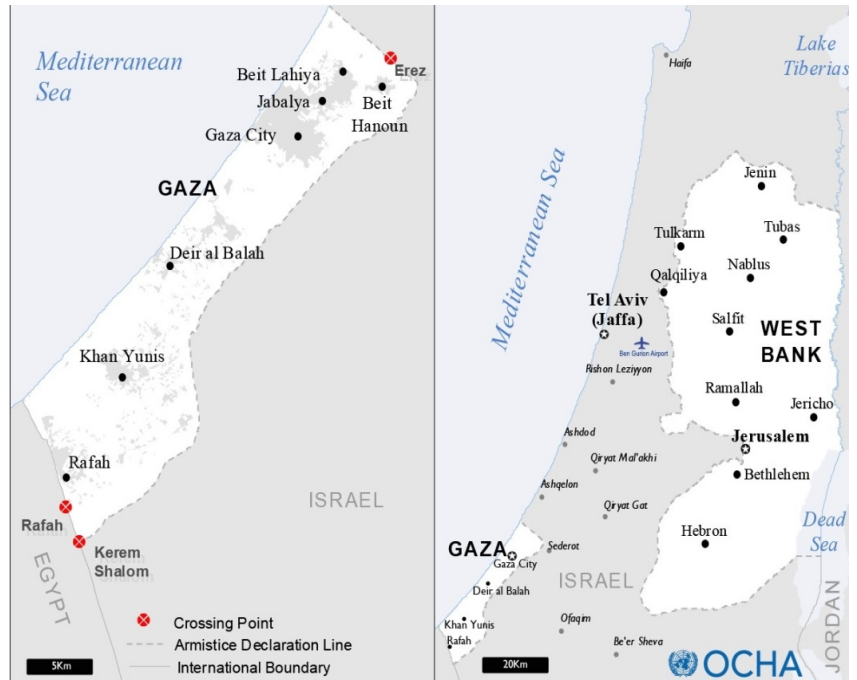 Mediterranean
Sea
Beit Lahiya
Erez
Jabalya
Beit
Hanoun
Gaza City
GAZA
Deir al Balah
Khan Yunis
Rafah
ISRAEL
Rafah
Kerem
Shalom
EGYPT
Crossing Point
Armistice Declaration Line
International Boundary
5Km
Haifa
Lake
Tiberias
Mediterranean Sea
Jenin
Tulkarm
Tubas
Nablus
Qalqiliya
Tel Aviv
(Jaffa)
Ben Gurion Airport
Salfit
WEST
BANK
Rishon Leziyyon
Ramallah
Jericho
Ashdod
Jerusalem
Qiryat Mal'akhi
Bethlehem
Ashqelon
Qiryat Gat
Dead
Sea
Hebron
GAZA
Sederot
Gaza City
ISRAEL
Deir al Balah
Khan Yunis
Ofaqim
Rafah
Be'er Sheva
JORDAN
20Km
OCHA